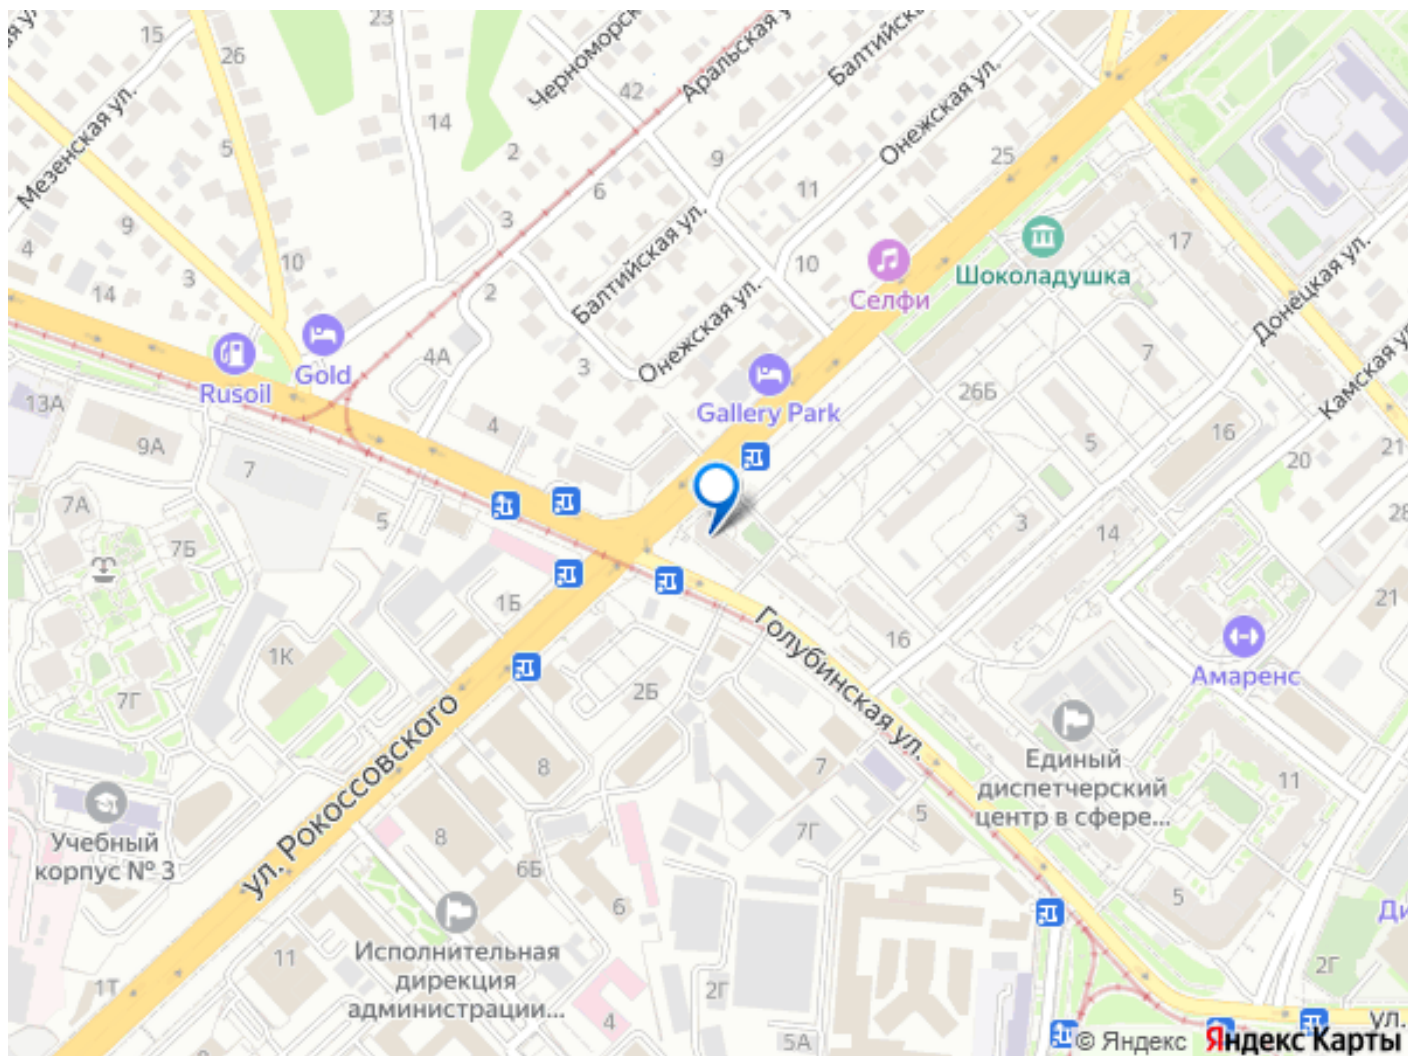 23
15
26
Черноморск
42
Аральская у
Балтийска
Мезенская ул.
14
5
2
9
Онежская ул.
25
11
6
3
9
Балтийская ул.
17
4
10
10
Шоколадушка
Донецкая ул.
3
14
2
Селфи
Онежская ул.
4А
3
7
Rusoil
Gold
Gallery Park
26Б
Камская у
13А
4
16
9А
5
21
7
20
7А
5
3
28
7Б
14
1Б
21
Голубинская ул.
16
1К
Амаренс
7Г
2Б
ул. Рокоссовского
Единый
диспетчерский
центр в сфере...
8
7
11
5
Учебный
корпус № 3
8
7Г
6Б
5
6
Ди
Исполнительная
дирекция
администрации...
11
1Т
2Г
2Г
4
5А
ул.
© Яндекс Яндекс Карты